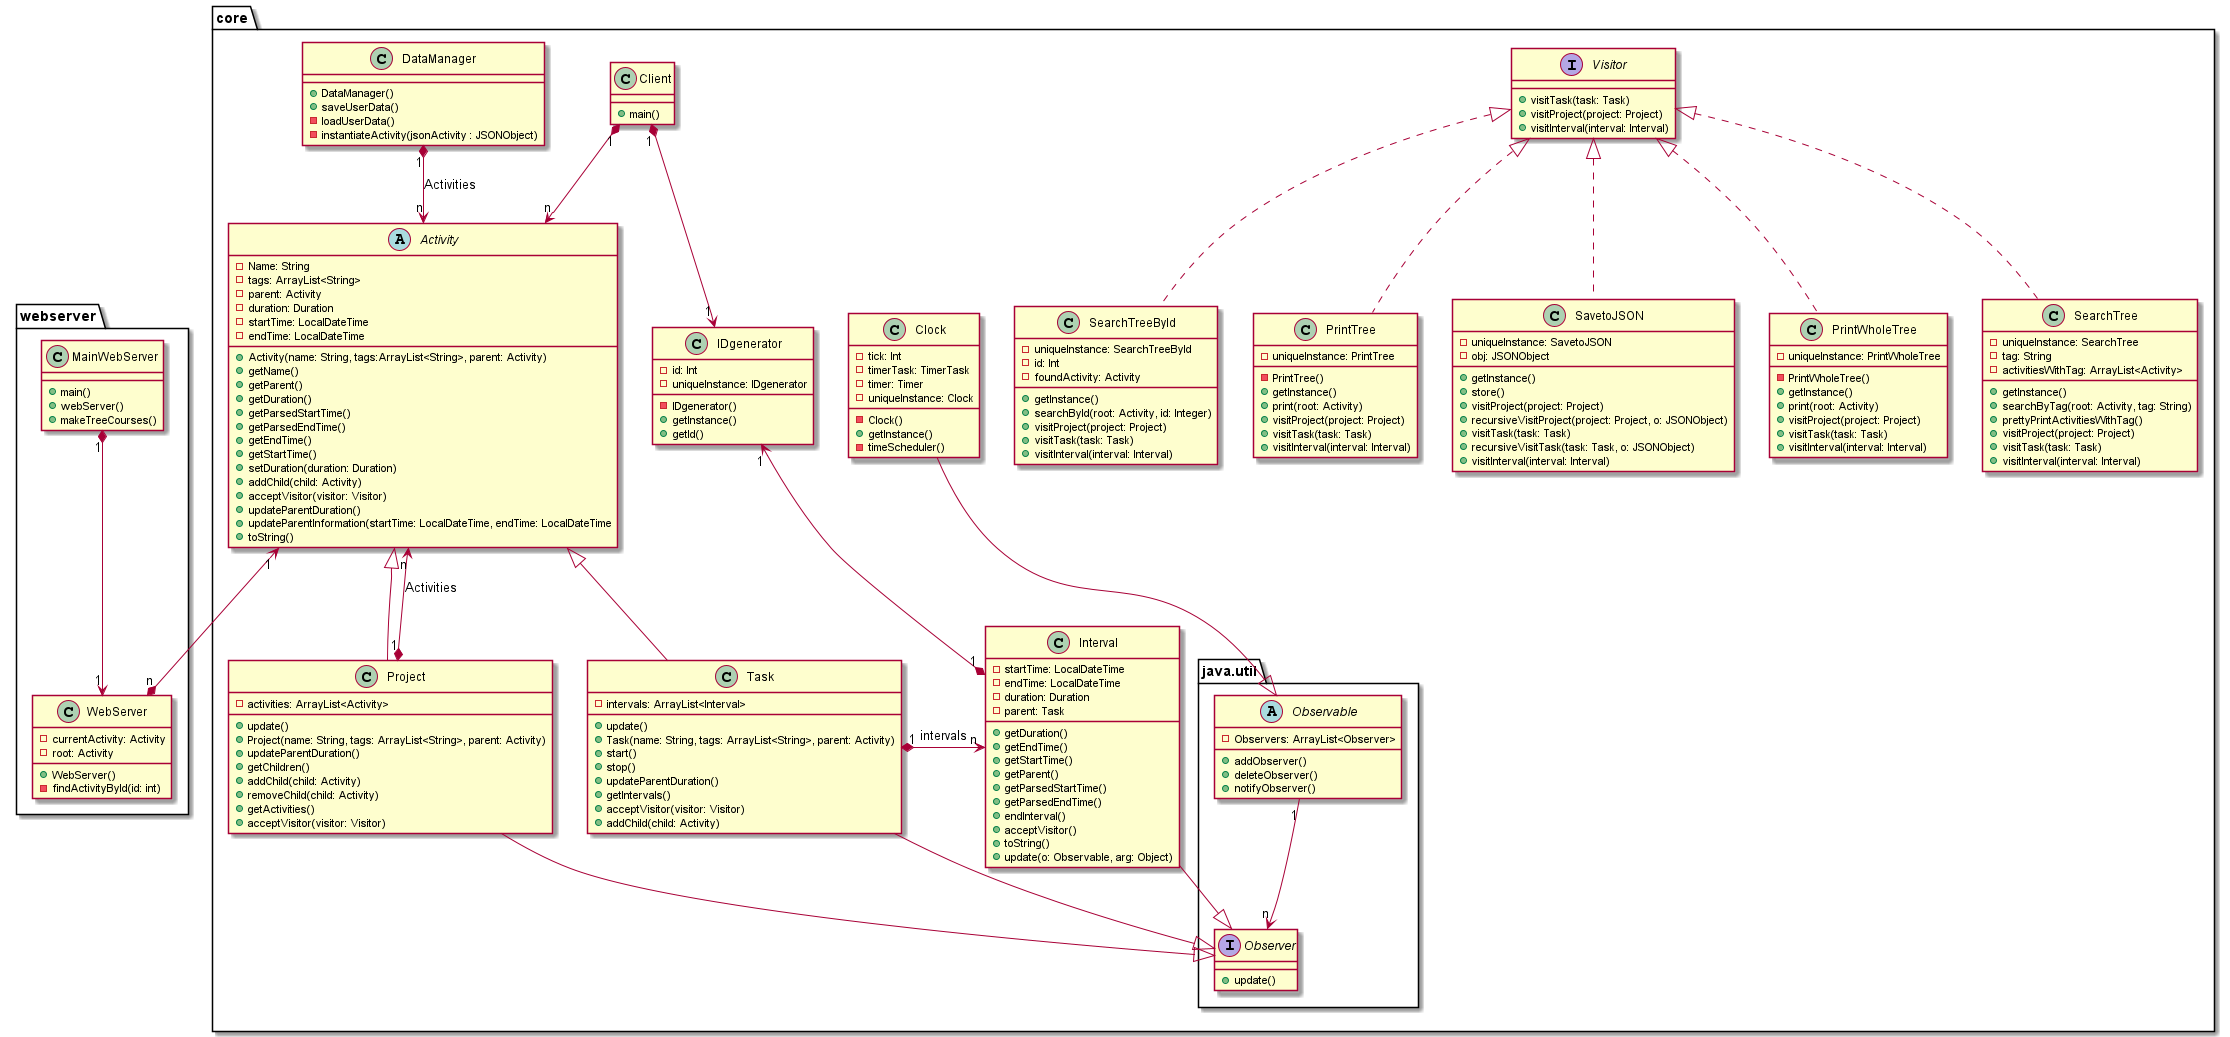 core
C DataManager
DataManager()
saveUserData()
loadUserData()
instantiateActivity(jsonActivity : JSONObject)
C Client
main()
I Visitor
visitTask(task: Task)
visitProject(project: Project)
visitInterval(interval: Interval)
1
1
1
Activities
n
n
1
A Activity
Name: String
tags: ArrayList<String>
parent: Activity
duration: Duration
startTime: LocalDateTime
endTime: LocalDateTime
Activity(name: String, tags:ArrayList<String>, parent: Activity)
getName()
getParent()
getDuration()
getParsedStartTime()
getParsedEndTime()
getEndTime()
getStartTime()
setDuration(duration: Duration)
addChild(child: Activity)
acceptVisitor(visitor: Visitor)
updateParentDuration()
updateParentInformation(startTime: LocalDateTime, endTime: LocalDateTime
toString()
webserver
C MainWebServer
main()
webServer()
makeTreeCourses()
1
1
C IDgenerator
id: Int
uniqueInstance: IDgenerator
IDgenerator()
getInstance()
getId()
1
C Clock
tick: Int
timerTask: TimerTask
timer: Timer
uniqueInstance: Clock
Clock()
getInstance()
timeScheduler()
C SearchTreeById
uniqueInstance: SearchTreeById
id: Int
foundActivity: Activity
getInstance()
searchById(root: Activity, id: Integer)
visitProject(project: Project)
visitTask(task: Task)
visitInterval(interval: Interval)
C PrintTree
uniqueInstance: PrintTree
PrintTree()
getInstance()
print(root: Activity)
visitProject(project: Project)
visitTask(task: Task)
visitInterval(interval: Interval)
C SavetoJSON
uniqueInstance: SavetoJSON
obj: JSONObject
getInstance()
store()
visitProject(project: Project)
recursiveVisitProject(project: Project, o: JSONObject)
visitTask(task: Task)
recursiveVisitTask(task: Task, o: JSONObject)
visitInterval(interval: Interval)
C PrintWholeTree
uniqueInstance: PrintWholeTree
PrintWholeTree()
getInstance()
print(root: Activity)
visitProject(project: Project)
visitTask(task: Task)
visitInterval(interval: Interval)
C SearchTree
uniqueInstance: SearchTree
tag: String
activitiesWithTag: ArrayList<Activity>
getInstance()
searchByTag(root: Activity, tag: String)
prettyPrintActivitiesWithTag()
visitProject(project: Project)
visitTask(task: Task)
visitInterval(interval: Interval)
1
n
Activities
1
n
C WebServer
currentActivity: Activity
root: Activity
WebServer()
findActivityById(id: int)
C Project
activities: ArrayList<Activity>
update()
Project(name: String, tags: ArrayList<String>, parent: Activity)
updateParentDuration()
getChildren()
addChild(child: Activity)
removeChild(child: Activity)
getActivities()
acceptVisitor(visitor: Visitor)
C Task
intervals: ArrayList<Interval>
update()
Task(name: String, tags: ArrayList<String>, parent: Activity)
start()
stop()
updateParentDuration()
getIntervals()
acceptVisitor(visitor: Visitor)
addChild(child: Activity)
1 intervals n
1
C Interval
startTime: LocalDateTime
endTime: LocalDateTime
duration: Duration
parent: Task
getDuration()
getEndTime()
getStartTime()
getParent()
getParsedStartTime()
getParsedEndTime()
endInterval()
acceptVisitor()
toString()
update(o: Observable, arg: Object)
java.util
A Observable
Observers: ArrayList<Observer>
addObserver()
deleteObserver()
notifyObserver()
1
n
I Observer
update()